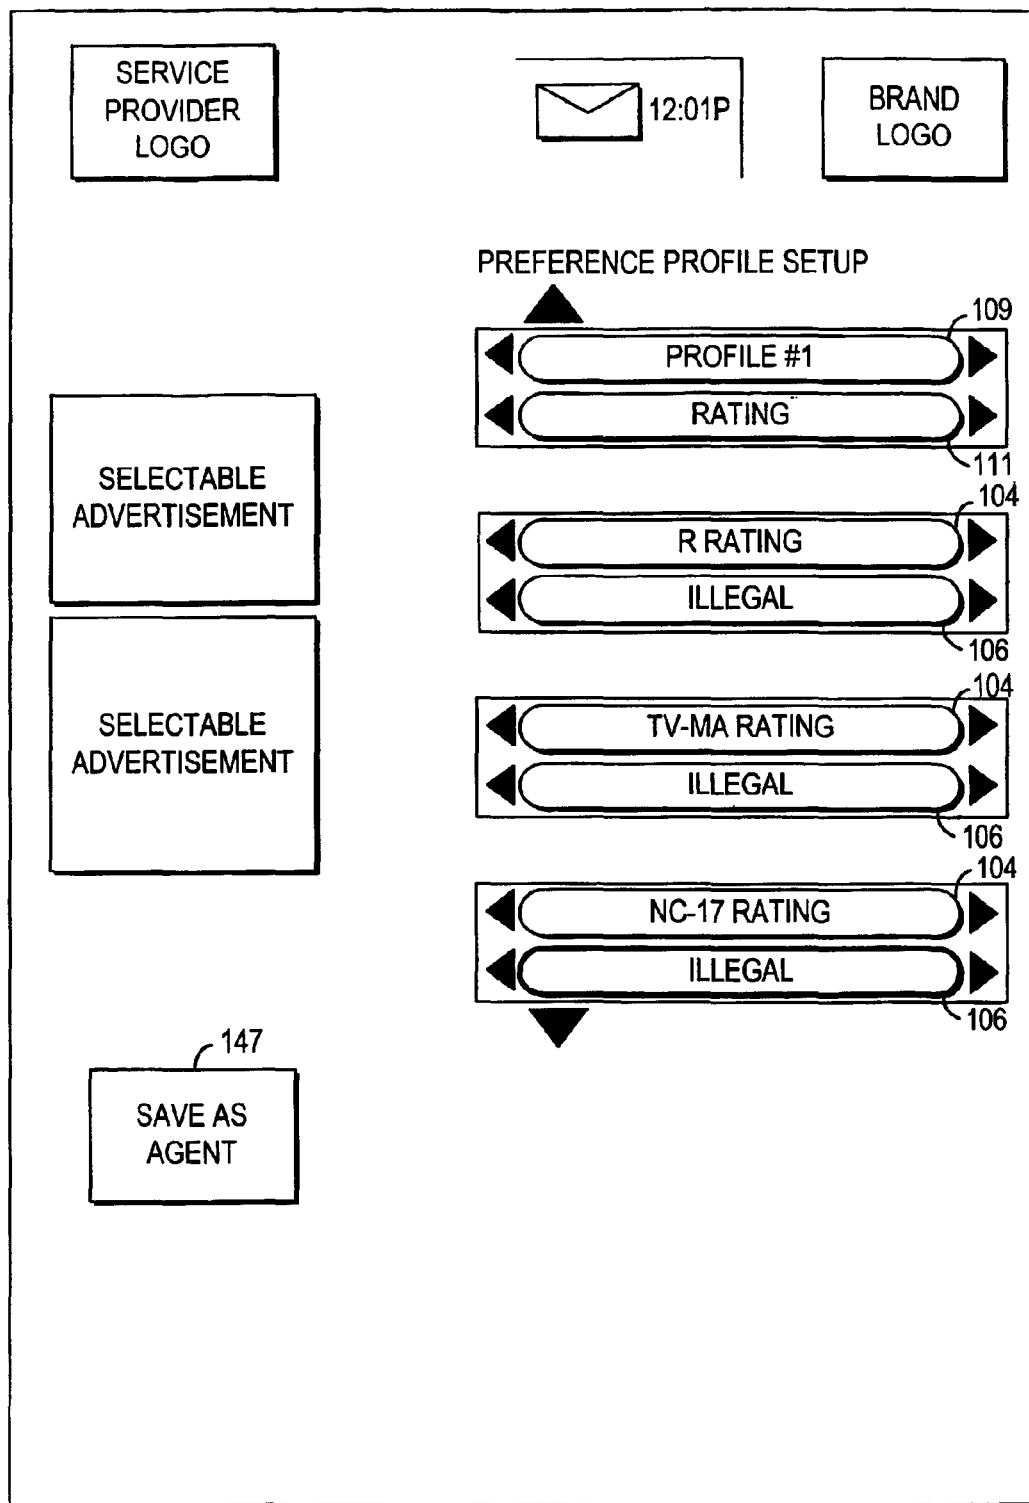 SERVICE
PROVIDER
LOGO
12:01P
BRAND
LOGO
PREFERENCE PROFILE SETUP
109
PROFILE #1
RATING
111
104
R RATING
ILLEGAL
106
104
TV-MA RATING
ILLEGAL
106
104
NC-17 RATING
ILLEGAL
106
SELECTABLE
ADVERTISEMENT
SELECTABLE
ADVERTISEMENT
147
SAVE AS
AGENT